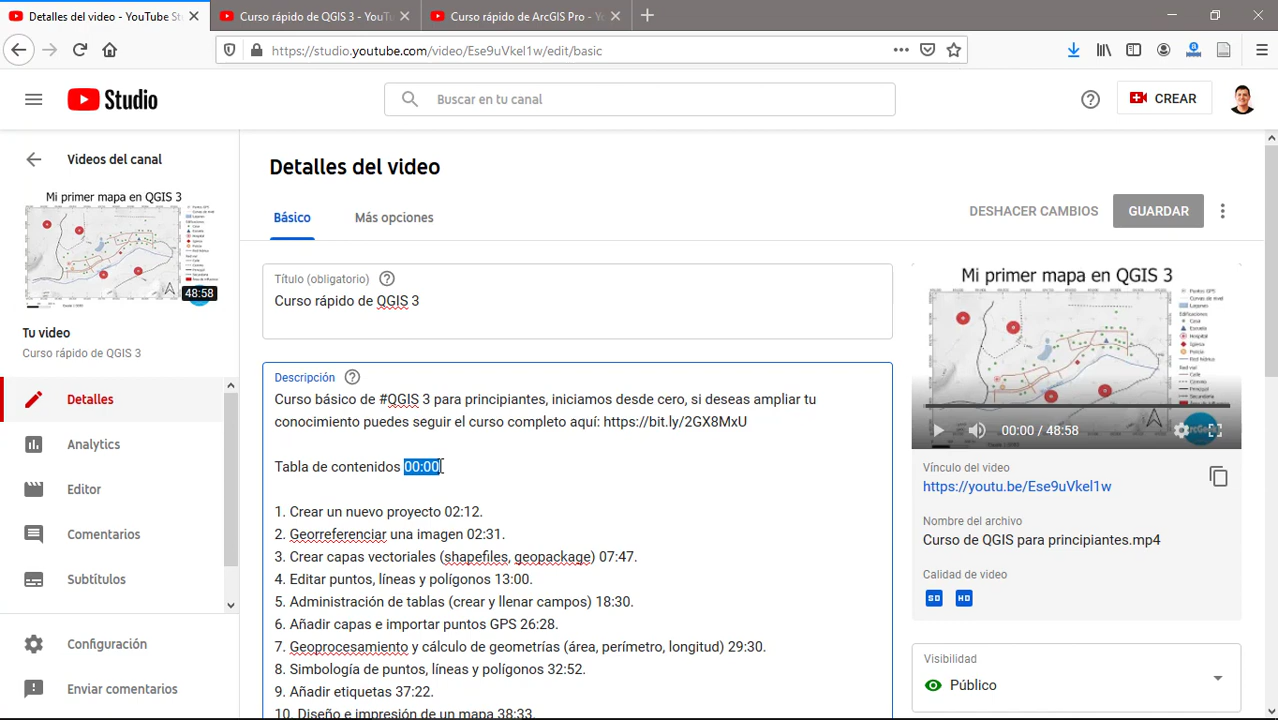 Detalles del video - YouTube St
Curso rápido de QGIS 3 - YouT
Curso rápido de ArcGIS Pro - Y
https://studio.youtube.com/video/Ese9uVkel1w/edit/basic
Studio
Buscar en tu canal
CREAR
Videos del canal
Detalles del video
Mi primer mapa en QGIS 3
48:58
Básico
Más opciones
DESHACER CAMBIOS
GUARDAR
Título (obligatorio)
Curso rápido de QGIS 3
Mi primer mapa en QGIS 3
Tu video
Curso rápido de QGIS 3
Descripción
Curso básico de #QGIS 3 para principiantes, iniciamos desde cero, si deseas ampliar tu
conocimiento puedes seguir el curso completo aquí: https://bit.ly/2GX8MxU
Tabla de contenidos 00:00
1. Crear un nuevo proyecto 02:12.
2. Georreferenciar una imagen 02:31.
3. Crear capas vectoriales (shapefiles, geopackage) 07:47.
4. Editar puntos, líneas y polígonos 13:00.
5. Administración de tablas (crear y llenar campos) 18:30.
6. Añadir capas e importar puntos GPS 26:28.
7. Geoprocesamiento y cálculo de geometrías (área, perímetro, longitud) 29:30.
8. Simbología de puntos, líneas y polígonos 32:52.
9. Añadir etiquetas 37:22.
10. Diseño e impresión de un mapa 38:33.
Detalles
Analytics
Editor
Comentarios
Subtítulos
Configuración
Enviar comentarios
00:00 / 48:58
Vínculo del video
https://youtu.be/Ese9uVkel1w
Nombre del archivo
Curso de QGIS para principiantes.mp4
Calidad de video
SD HD
Visibilidad
Público